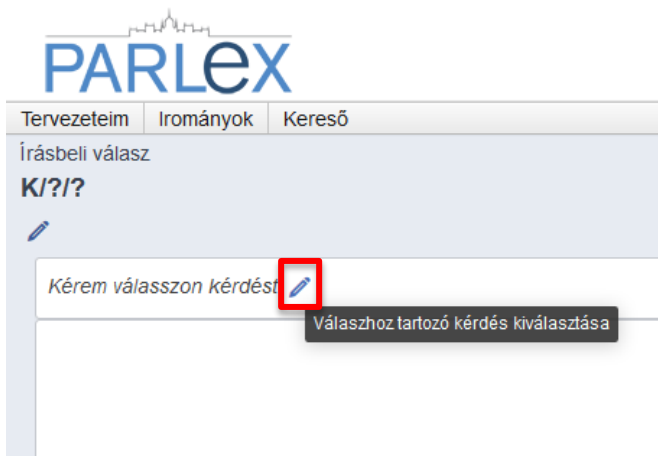 PARLeX
Tervezeteim Irományok Kereső
Írásbeli válasz
K/?/?
Kérem válasszon kérdést
Válaszhoz tartozó kérdés kiválasztása